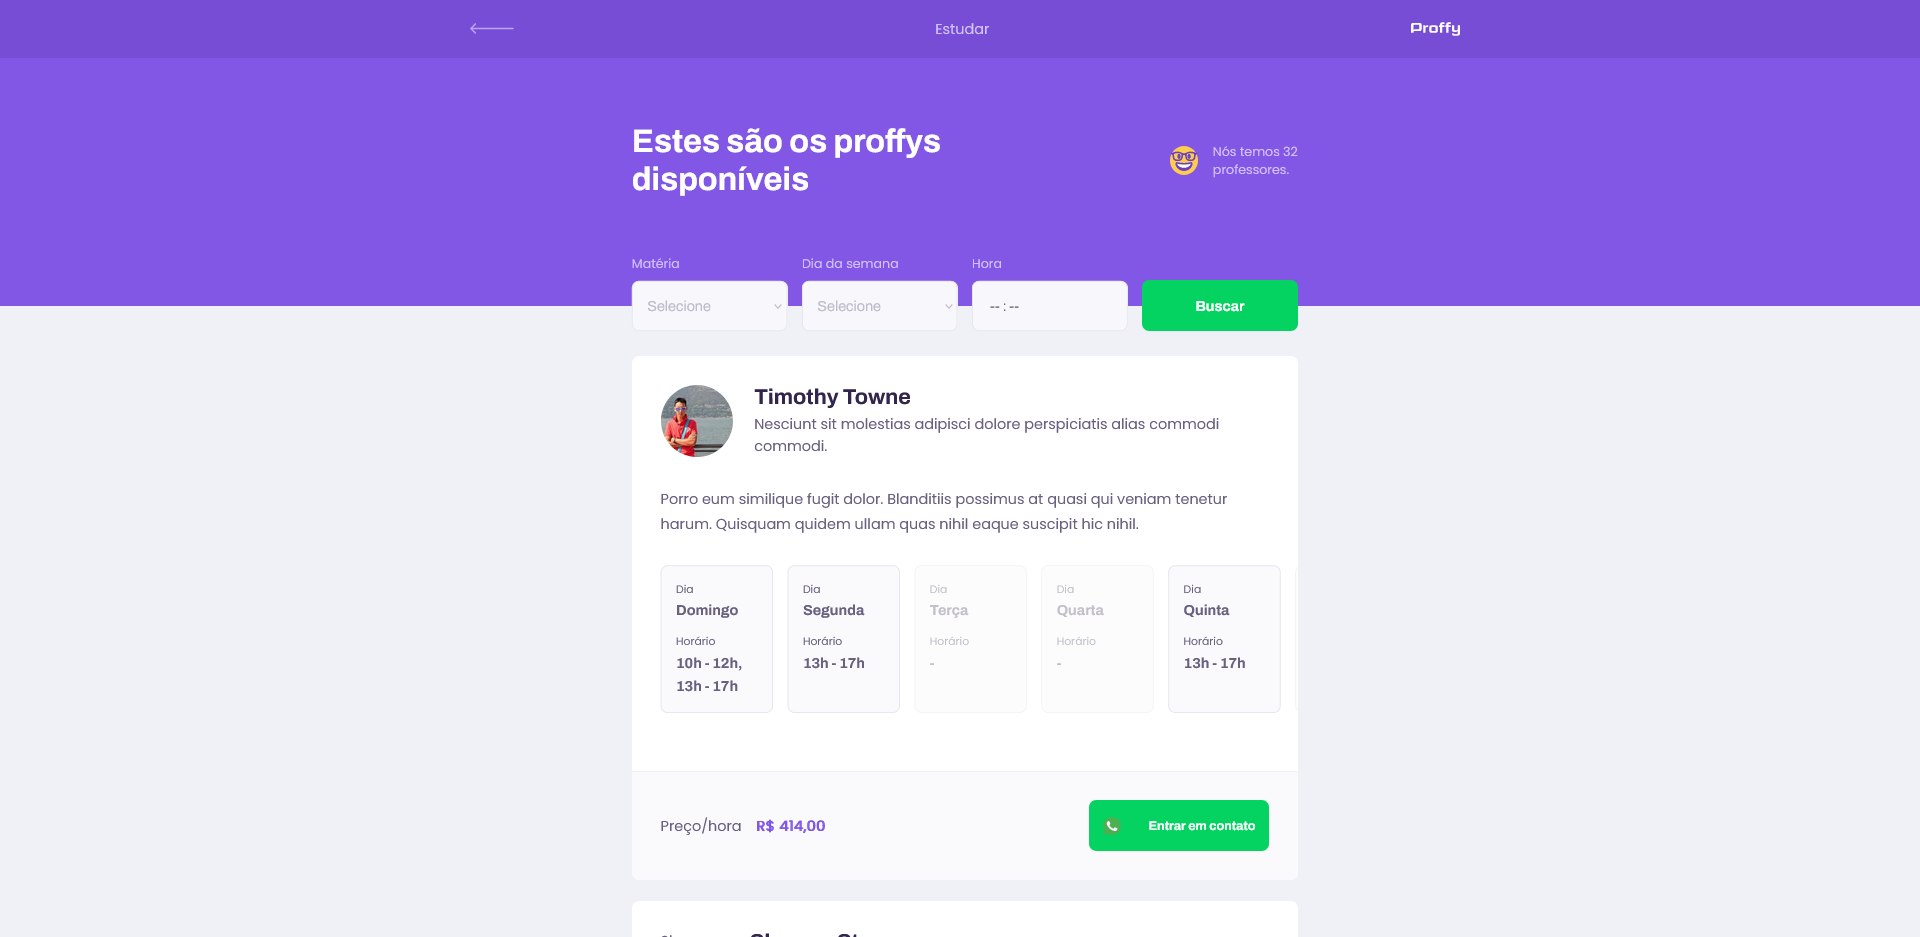 Estudar
Proffy
Estes são os proffys
disponíveis
Nós temos 32
professores.
Matéria
Dia da semana
Hora
Selecione
Selecione
-- : --
Buscar
Timothy Towne
Nesciunt sit molestias adipisci dolore perspiciatis alias commodi
commodi.
Porro eum similique fugit dolor. Blanditiis possimus at quasi qui veniam tenetur
harum. Quisquam quidem ullam quas nihil eaque suscipit hic nihil.
Dia
Domingo
Horário
10h - 12h,
13h - 17h
Dia
Segunda
Horário
13h - 17h
Dia
Terça
Horário
-
Dia
Quarta
Horário
-
Dia
Quinta
Horário
13h - 17h
Preço/hora R$ 414,00
Entrar em contato